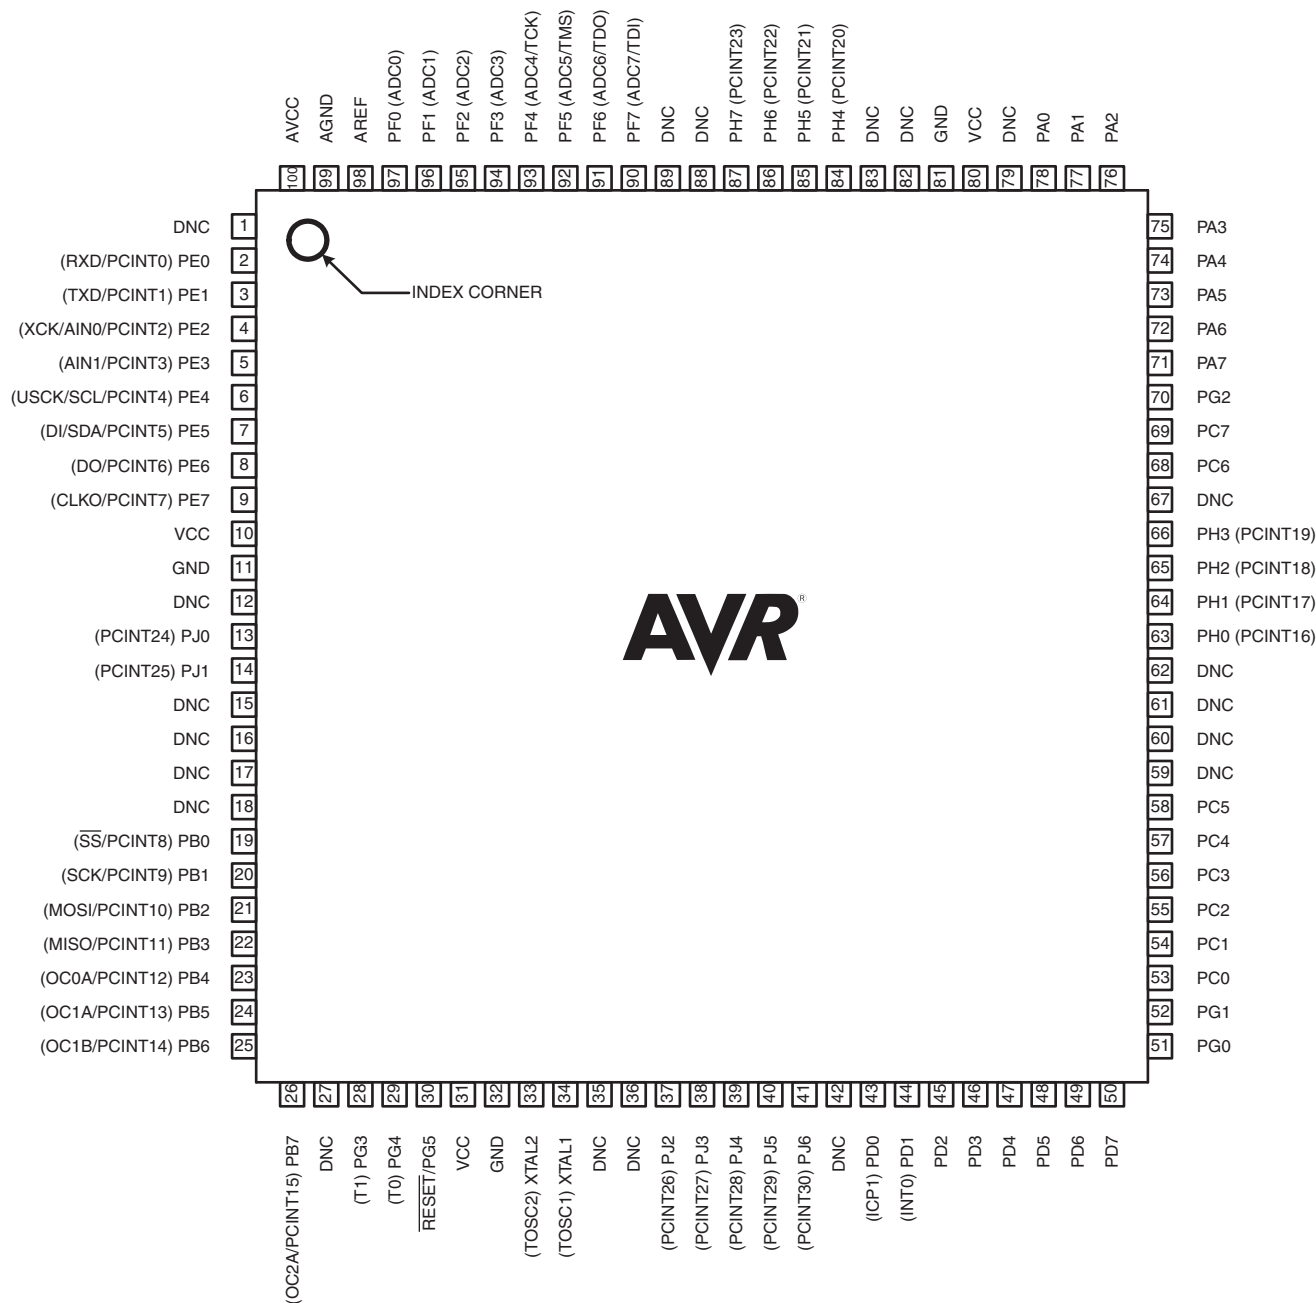 AVCC
AGND
AREF
PF0 (ADC0)
PF1 (ADC1)
PF2 (ADC2)
PF3 (ADC3)
PF4 (ADC4/TCK)
PF5 (ADC5/TMS)
PF6 (ADC6/TDO)
PF7 (ADC7/TDI)
DNC
DNC
PH7 (PCINT23)
PH6 (PCINT22)
PH5 (PCINT21)
PH4 (PCINT20)
DNC
DNC
GND
VCC
DNC
PA0
PA1
PA2
100 99 98 97 96 95 94 93 92 91 90 89 88 87 86 85 84 83 82 81 80 79 78 77 76
DNC 1
(RXD/PCINT0) PE0 2
(TXD/PCINT1) PE1 3
(XCK/AIN0/PCINT2) PE2 4
(AIN1/PCINT3) PE3 5
(USCK/SCL/PCINT4) PE4 6
(DI/SDA/PCINT5) PE5 7
(DO/PCINT6) PE6 8
(CLKO/PCINT7) PE7 9
VCC 10
GND 11
DNC 12
(PCINT24) PJ0 13
(PCINT25) PJ1 14
DNC 15
DNC 16
DNC 17
DNC 18
(SS/PCINT8) PB0 19
(SCK/PCINT9) PB1 20
(MOSI/PCINT10) PB2 21
(MISO/PCINT11) PB3 22
(OC0A/PCINT12) PB4 23
(OC1A/PCINT13) PB5 24
(OC1B/PCINT14) PB6 25
INDEX CORNER
AVR®
75 PA3
74 PA4
73 PA5
72 PA6
71 PA7
70 PG2
69 PC7
68 PC6
67 DNC
66 PH3 (PCINT19)
65 PH2 (PCINT18)
64 PH1 (PCINT17)
63 PH0 (PCINT16)
62 DNC
61 DNC
60 DNC
59 DNC
58 PC5
57 PC4
56 PC3
55 PC2
54 PC1
53 PC0
52 PG1
51 PG0
26 27 28 29 30 31 32 33 34 35 36 37 38 39 40 41 42 43 44 45 46 47 48 49 50
(OC2A/PCINT15) PB7
DNC
(T1) PG3
(T0) PG4
RESET/PG5
VCC
GND
(TOSC2) XTAL2
(TOSC1) XTAL1
DNC
DNC
(PCINT26) PJ2
(PCINT27) PJ3
(PCINT28) PJ4
(PCINT29) PJ5
(PCINT30) PJ6
DNC
(ICP1) PD0
(INT0) PD1
PD2
PD3
PD4
PD5
PD6
PD7